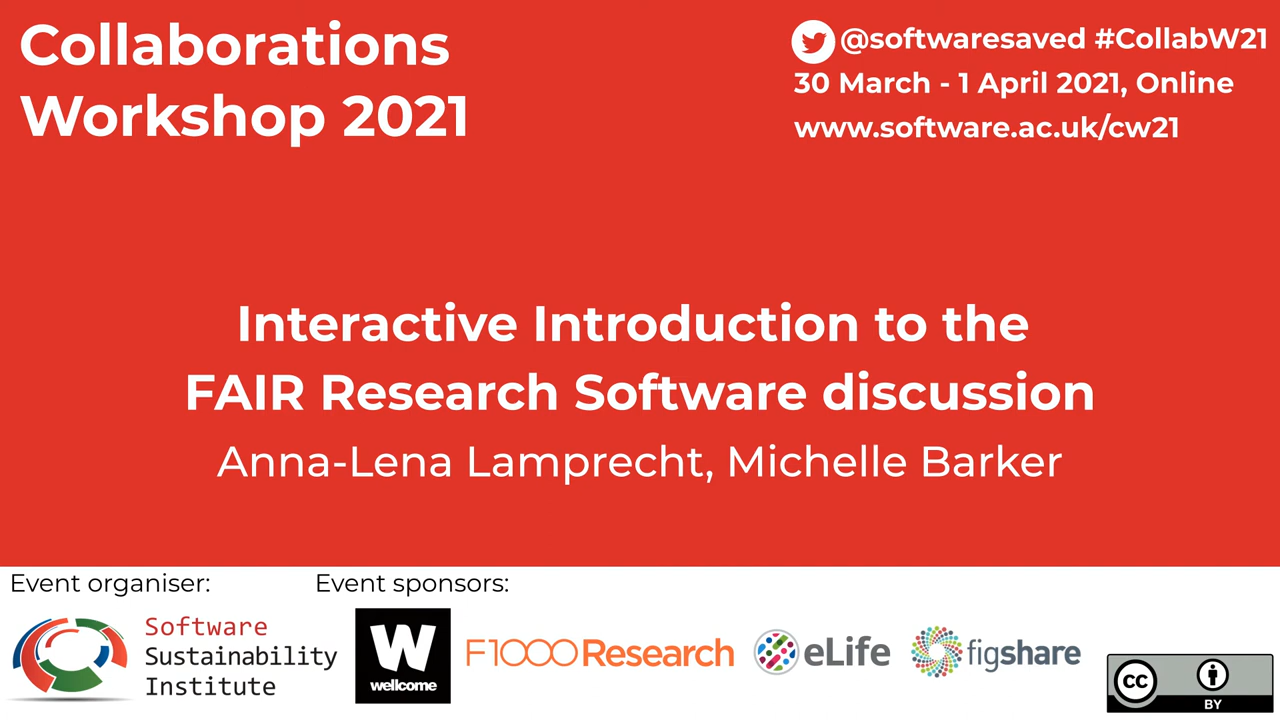 Collaborations
Workshop 2021
@softwaresaved #CollabW21
30 March - 1 April 2021, Online
www.software.ac.uk/cw21
Interactive Introduction to the
FAIR Research Software discussion
Anna-Lena Lamprecht, Michelle Barker
Event organiser:
Event sponsors:
Software
Sustainability
Institute
W
wellcome
F1000Research
eLife
figshare
CC
BY